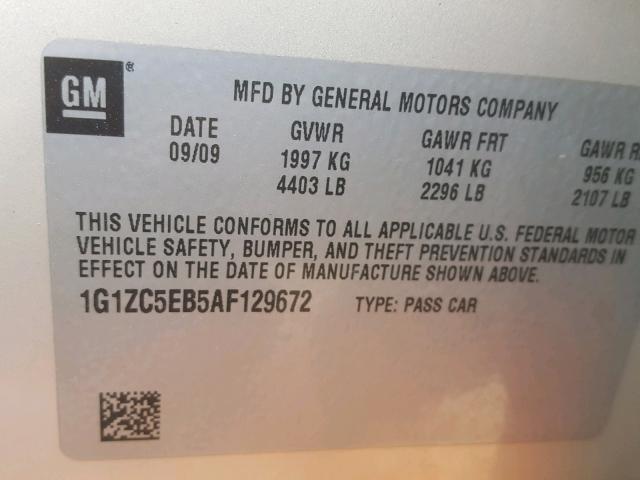 GM ®
MFD BY GENERAL MOTORS COMPANY
DATE GVWR GAWR FRT GAWR
09/09 1997 KG 1041 KG 956 KG
4403 LB 2296 LB 2107 LB
THIS VEHICLE CONFORMS TO ALL APPLICABLE U.S. FEDERAL MOTOR
VEHICLE SAFETY, BUMPER, AND THEFT PREVENTION STANDARDS IN
EFFECT ON THE DATE OF MANUFACTURE SHOWN ABOVE.
1G1ZC5EB5AF129672 TYPE: PASS CAR